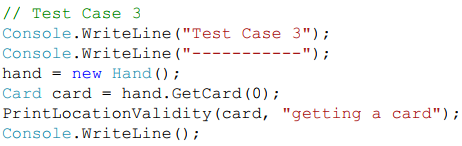 // Test Case 3
Console.WriteLine("Test Case 3");
Console.WriteLine("-----------");
hand = new Hand();
Card card = hand.GetCard(0);
PrintLocationValidity(card, "getting a card");
Console.WriteLine();